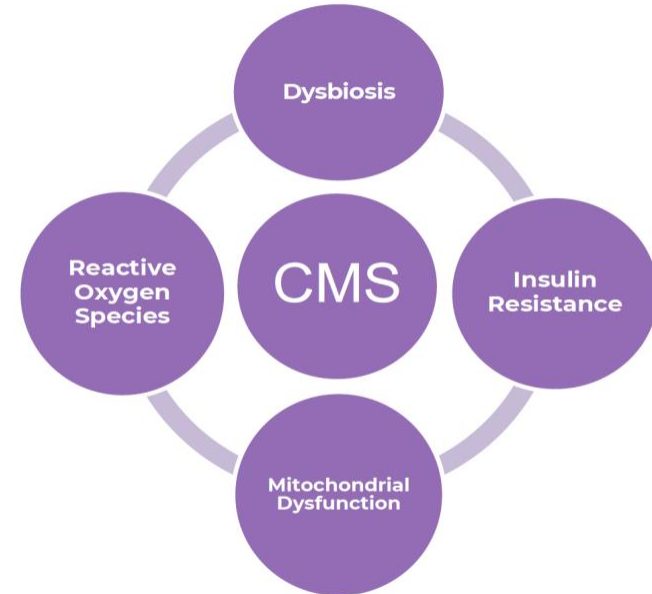 Dysbiosis
Reactive
Oxygen
Species
CMS
Insulin
Resistance
Mitochondrial
Dysfunction